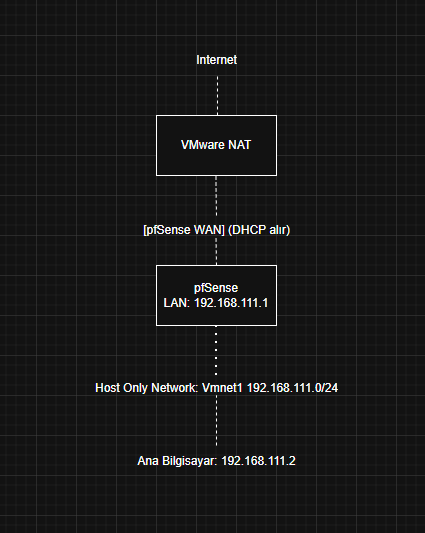 Internet
VMware NAT
[pfSense WAN] (DHCP alır)
pfSense
LAN: 192.168.111.1
Host Only Network: Vmnet1 192.168.111.0/24
Ana Bilgisayar: 192.168.111.2